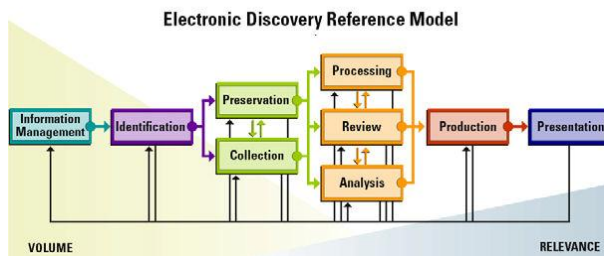 Electronic Discovery Reference Model
Processing
Preservation
Information
Management
Identification
Review
Production
Presentation
Collection
Analysis
VOLUME
RELEVANCE